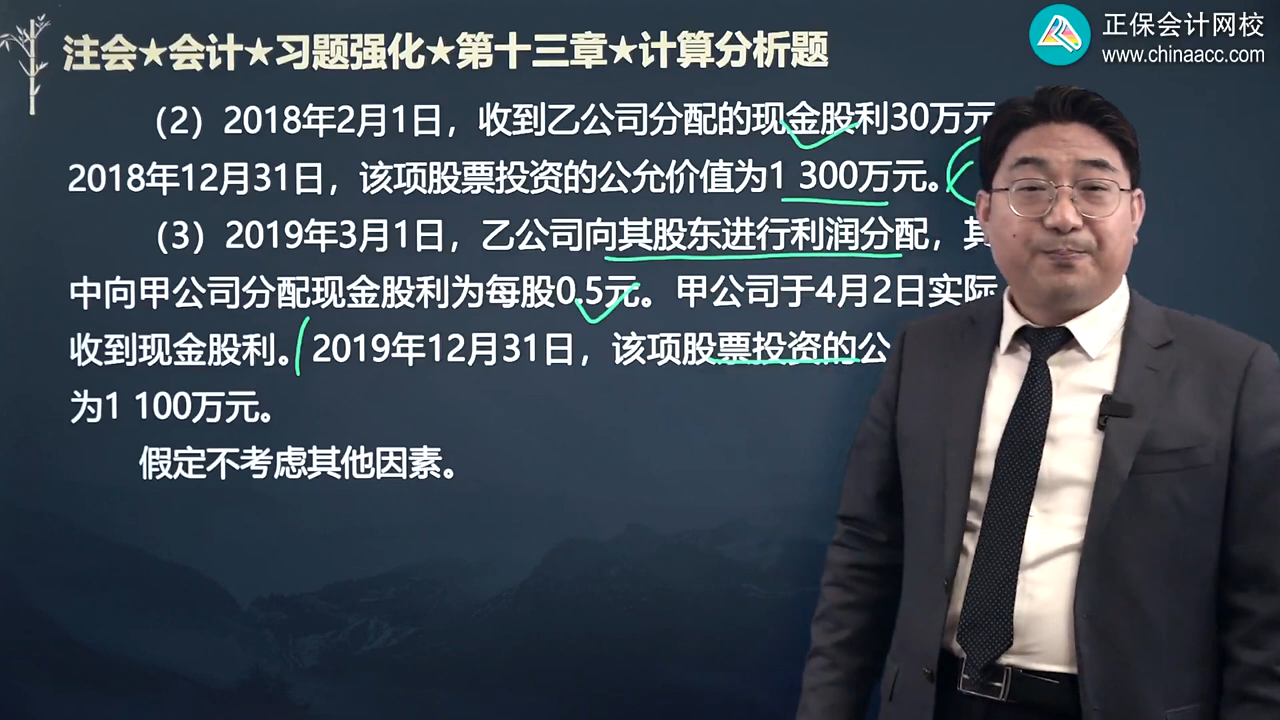 注会★会计★习题强化★第十三章★计算分析题
正保会计网校
www.chinaacc.com
（2）2018年2月1日，收到乙公司分配的现金股利30万元
2018年12月31日，该项股票投资的公允价值为1 300万元。
（3）2019年3月1日，乙公司向其股东进行利润分配，其
中向甲公司分配现金股利为每股0.5元。甲公司于4月2日实际
收到现金股利。2019年12月31日，该项股票投资的公
为1 100万元。
假定不考虑其他因素。